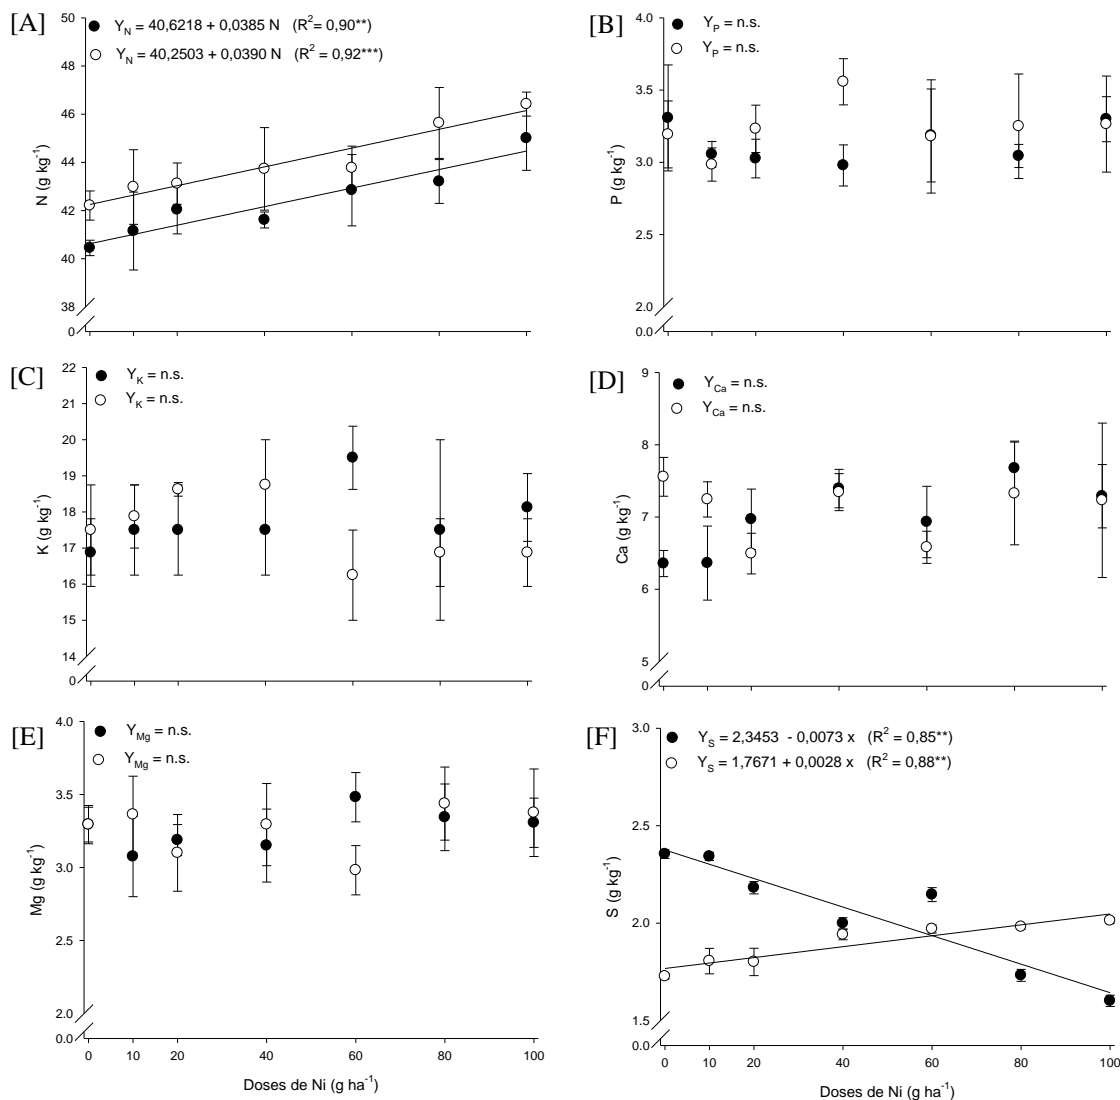 [A]
Y_N = 40,6218 + 0,0385 N (R² = 0,90**)
Y_N = 40,2503 + 0,0390 N (R² = 0,92***)
50
48
46
44
42
40
38
0
N (g kg⁻¹)
[B]
Y_P = n.s.
Y_P = n.s.
4.0
3.5
3.0
2.5
2.0
0
P (g kg⁻¹)
[C]
Y_K = n.s.
Y_K = n.s.
22
21
20
19
18
17
16
15
14
0
K (g kg⁻¹)
[D]
Y_Ca = n.s.
Y_Ca = n.s.
9
8
7
6
5
0
Ca (g kg⁻¹)
[E]
Y_Mg = n.s.
Y_Mg = n.s.
4.0
3.5
3.0
2.5
2.0
0.0
Mg (g kg⁻¹)
0 10 20 40 60 80 100
Doses de Ni (g ha⁻¹)
[F]
Y_S = 2,3453 - 0,0073 x (R² = 0,85**)
Y_S = 1,7671 + 0,0028 x (R² = 0,88**)
3.0
2.5
2.0
1.5
0.0
S (g kg⁻¹)
0 10 20 40 60 80 100
Doses de Ni (g ha⁻¹)